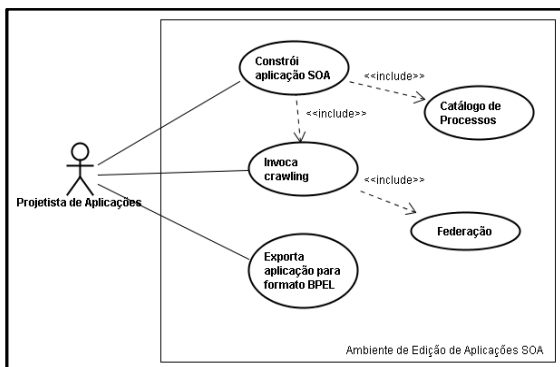 Constrói
aplicação SOA
<<include>>
Catálogo de
Processos
<<include>>
Invoca
crawling
<<include>>
Projetista de Aplicações
Federação
Exporta
aplicação para
formato BPEL
Ambiente de Edição de Aplicações SOA